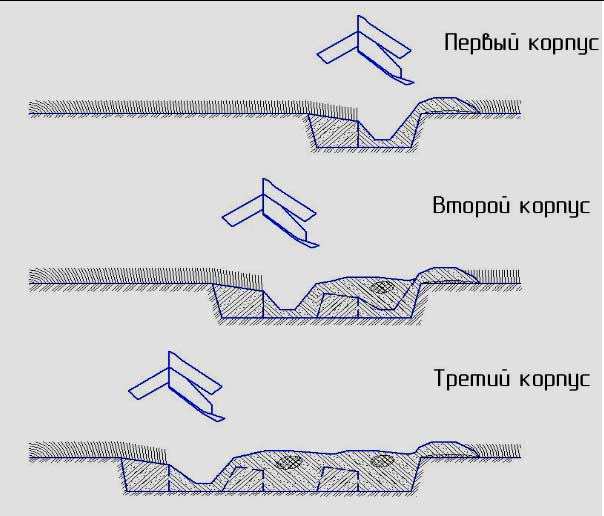 Первый корпус
Второй корпус
Третий корпус